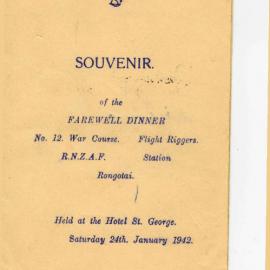 SOUVENIR.
of the
FAREWELL DINNER
No. 12. War Course. Flight Riggers.
R.N.Z.A.F. Station
Rongotai.
Held at the Hotel St. George.
Saturday 24th. January 1942.